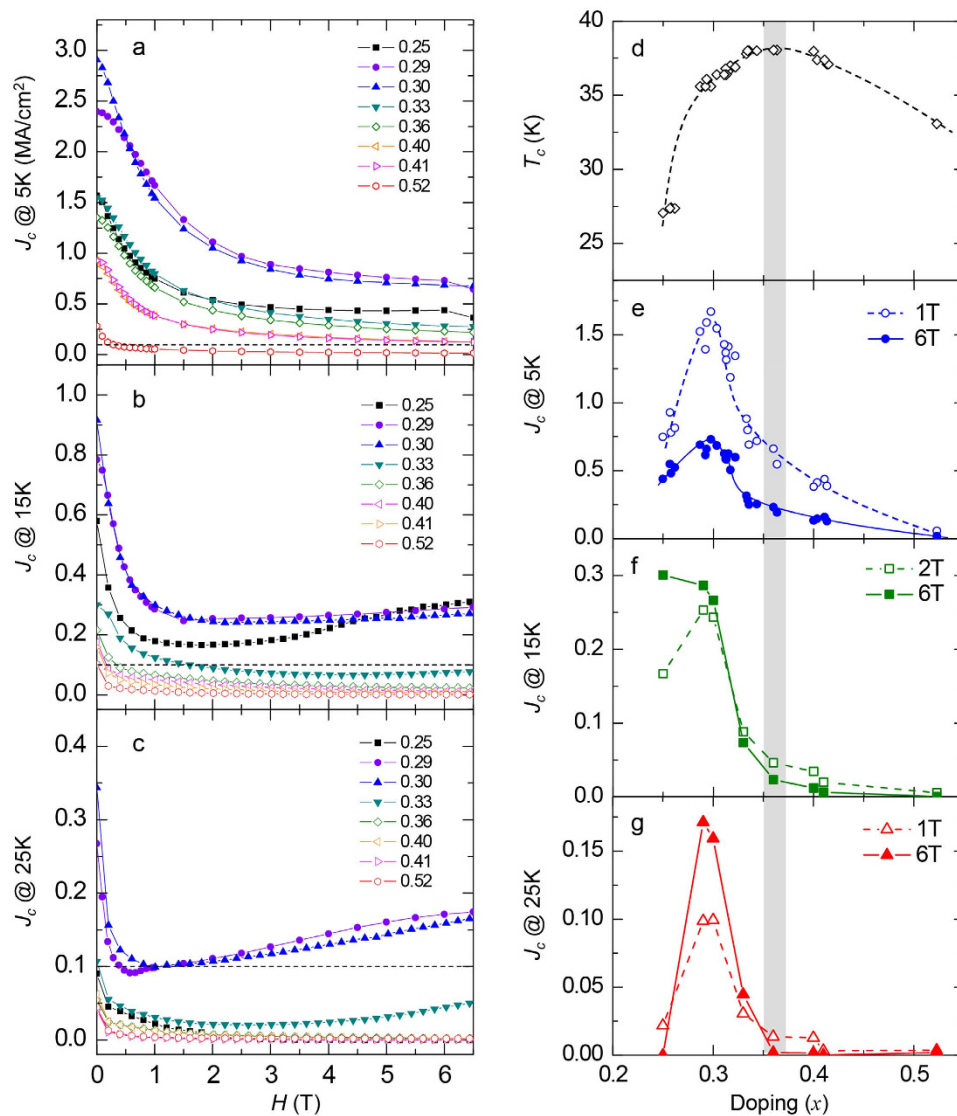 a
0.25
0.29
0.30
0.33
0.36
0.40
0.41
0.52
3.0
2.5
2.0
1.5
1.0
0.5
0.0
J_c @ 5K (MA/cm²)
b
0.25
0.29
0.30
0.33
0.36
0.40
0.41
0.52
1.0
0.8
0.6
0.4
0.2
0.0
J_c @ 15K
c
0.25
0.29
0.30
0.33
0.36
0.40
0.41
0.52
0.4
0.3
0.2
0.1
0.0
J_c @ 25K
0 1 2 3 4 5 6
H (T)
d
40
35
30
25
T_c (K)
e
1T
6T
1.5
1.0
0.5
0.0
J_c @ 5K
f
2T
6T
0.3
0.2
0.1
0.0
J_c @ 15K
g
1T
6T
0.15
0.10
0.05
0.00
J_c @ 25K
0.2 0.3 0.4 0.5
Doping (x)